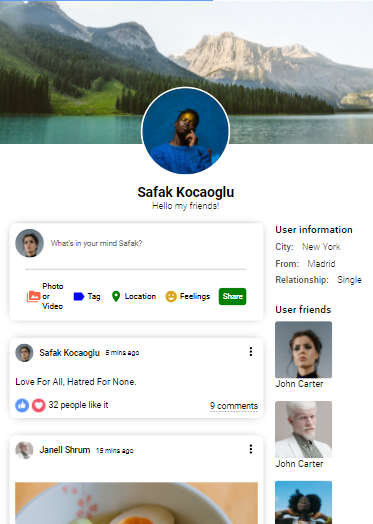 Safak Kocaoglu
Hello my friends!
What's in your mind Safak?
Photo
or
Video
Tag
Location
Feelings
Share
Safak Kocaoglu 5 mins ago
Love For All, Hatred For None.
32 people like it
9 comments
Janell Shrum 15 mins ago
User information
City: New York
From: Madrid
Relationship: Single
User friends
John Carter
John Carter